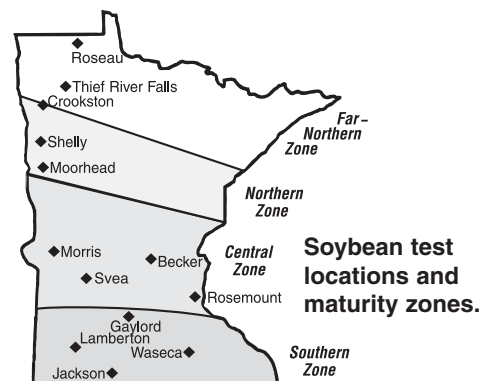 Roseau
Thief River Falls
Crookston
Far–
Northern
Zone
Shelly
Moorhead
Northern
Zone
Morris
Becker
Central
Zone
Svea
Rosemount
Soybean test
locations and
maturity zones.
Gaylord
Lamberton
Waseca
Southern
Zone
Jackson